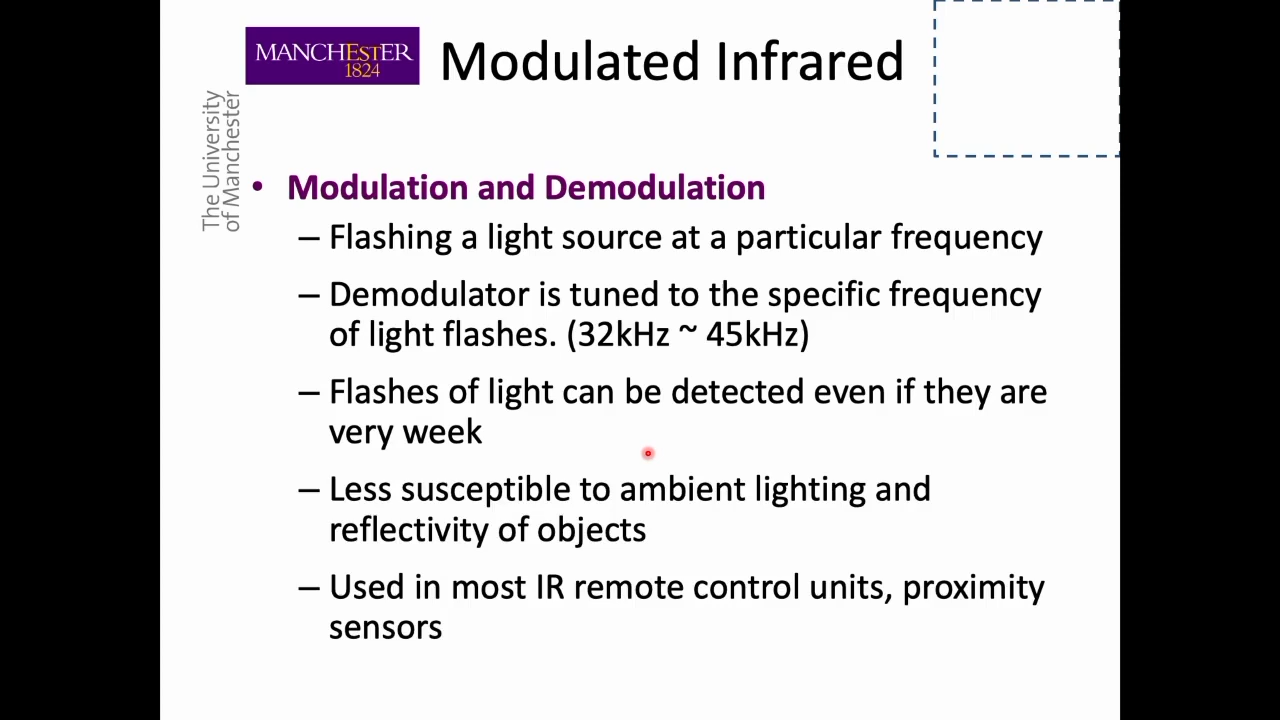 MANCHESTER
1824
Modulated Infrared
The University
of Manchester
• Modulation and Demodulation
– Flashing a light source at a particular frequency
– Demodulator is tuned to the specific frequency
of light flashes. (32kHz ~ 45kHz)
– Flashes of light can be detected even if they are
very week
– Less susceptible to ambient lighting and
reflectivity of objects
– Used in most IR remote control units, proximity
sensors